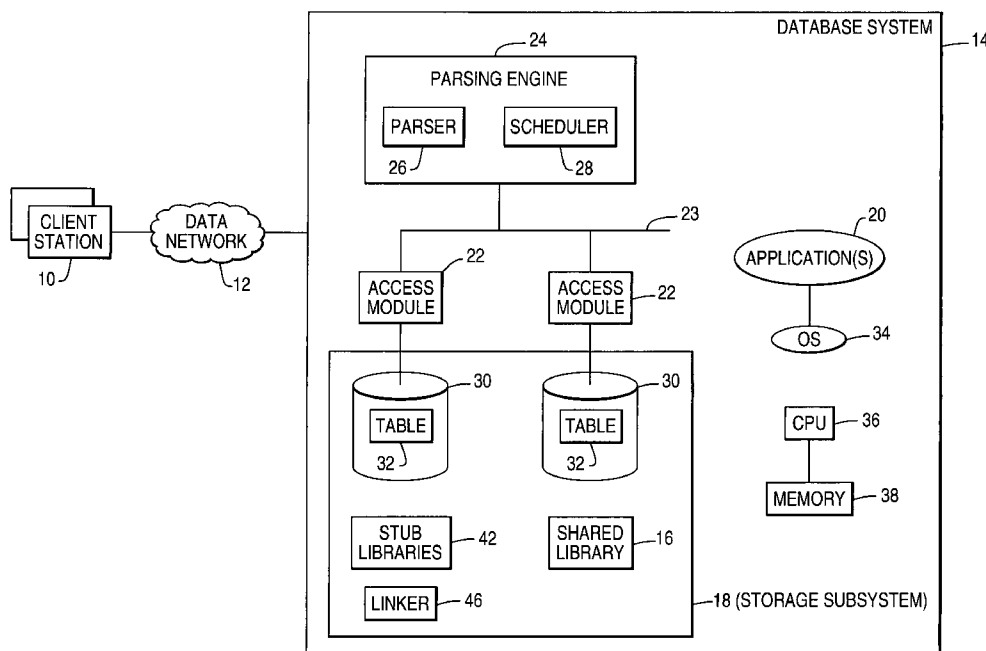 DATABASE SYSTEM
14
24
PARSING ENGINE
PARSER
SCHEDULER
26
28
CLIENT
STATION
10
DATA
NETWORK
12
23
22
ACCESS
MODULE
ACCESS
MODULE
22
20
APPLICATION(S)
OS
34
30
TABLE
32
30
TABLE
32
CPU
36
MEMORY
38
STUB
LIBRARIES
42
SHARED
LIBRARY
16
LINKER
46
18 (STORAGE SUBSYSTEM)